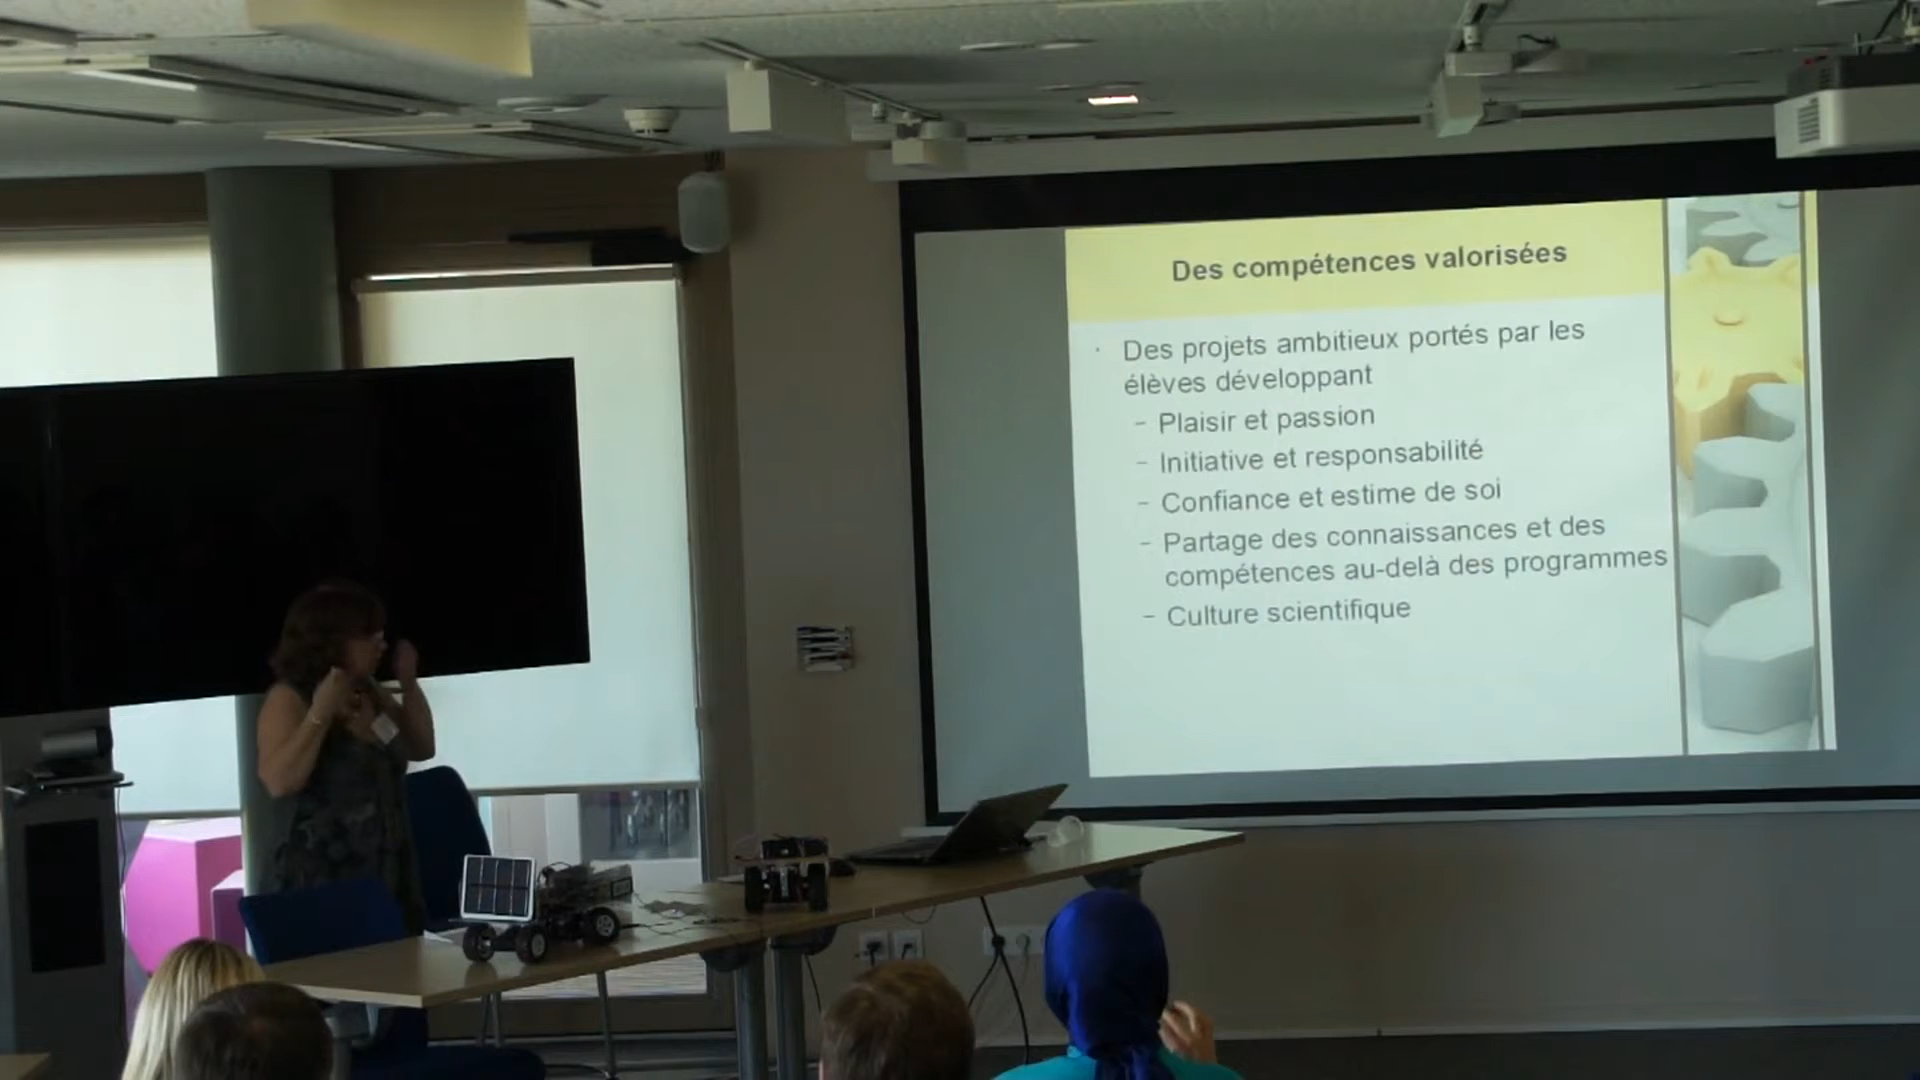 Des compétences valorisées
· Des projets ambitieux portés par les
élèves développant
– Plaisir et passion
– Initiative et responsabilité
– Confiance et estime de soi
– Partage des connaissances et des
compétences au-delà des programmes
– Culture scientifique